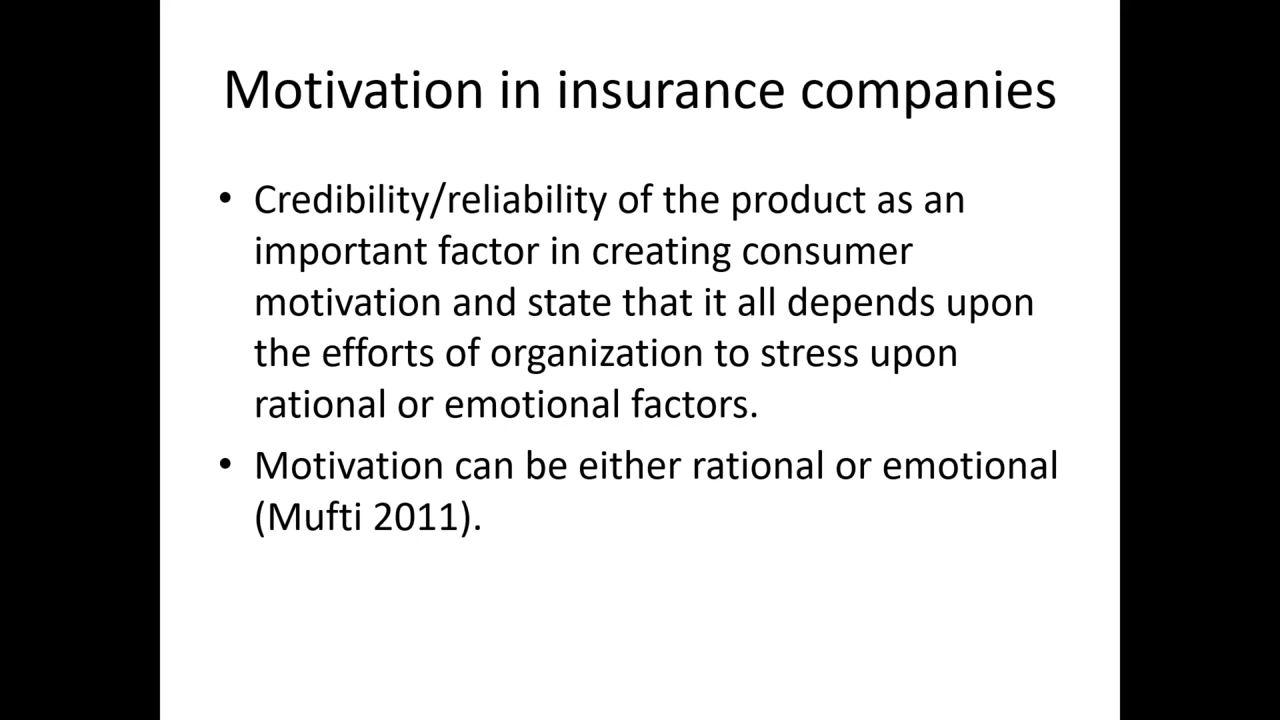 Motivation in insurance companies
• Credibility/reliability of the product as an
important factor in creating consumer
motivation and state that it all depends upon
the efforts of organization to stress upon
rational or emotional factors.
• Motivation can be either rational or emotional
(Mufti 2011).